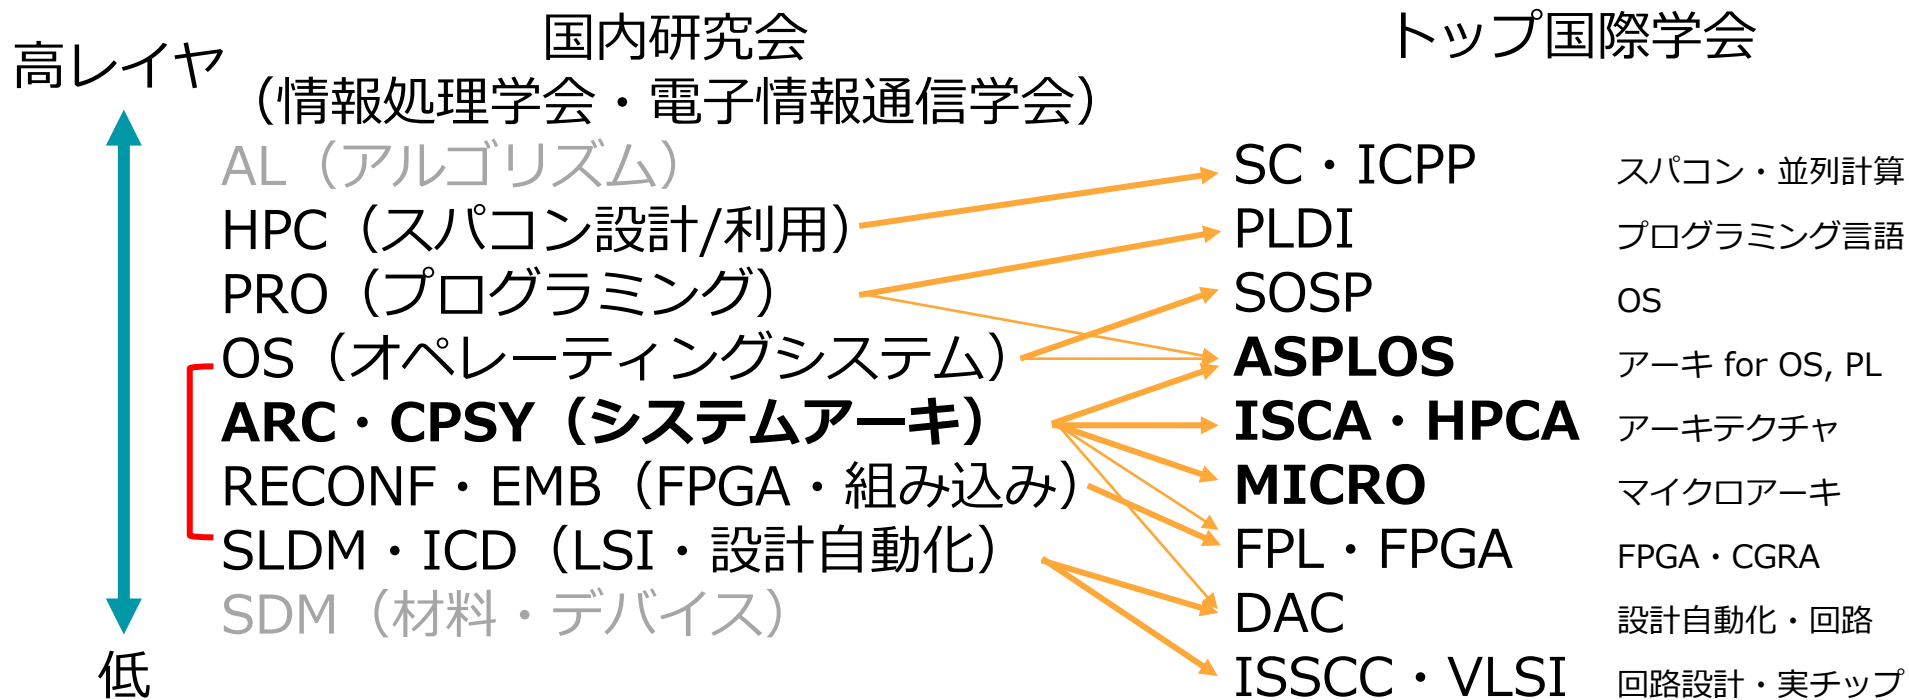 高レイヤ
国内研究会
（情報処理学会・電子情報通信学会）
AL（アルゴリズム）
HPC（スパコン設計/利用）
PRO（プログラミング）
OS（オペレーティングシステム）
ARC・CPSY（システムアーキ）
RECONF・EMB（FPGA・組み込み）
SLDM・ICD（LSI・設計自動化）
SDM（材料・デバイス）
低
トップ国際学会
SC・ICPP スパコン・並列計算
PLDI プログラミング言語
SOSP OS
ASPLOS アーキ for OS, PL
ISCA・HPCA アーキテクチャ
MICRO マイクロアーキ
FPL・FPGA FPGA・CGRA
DAC 設計自動化・回路
ISSCC・VLSI 回路設計・実チップ